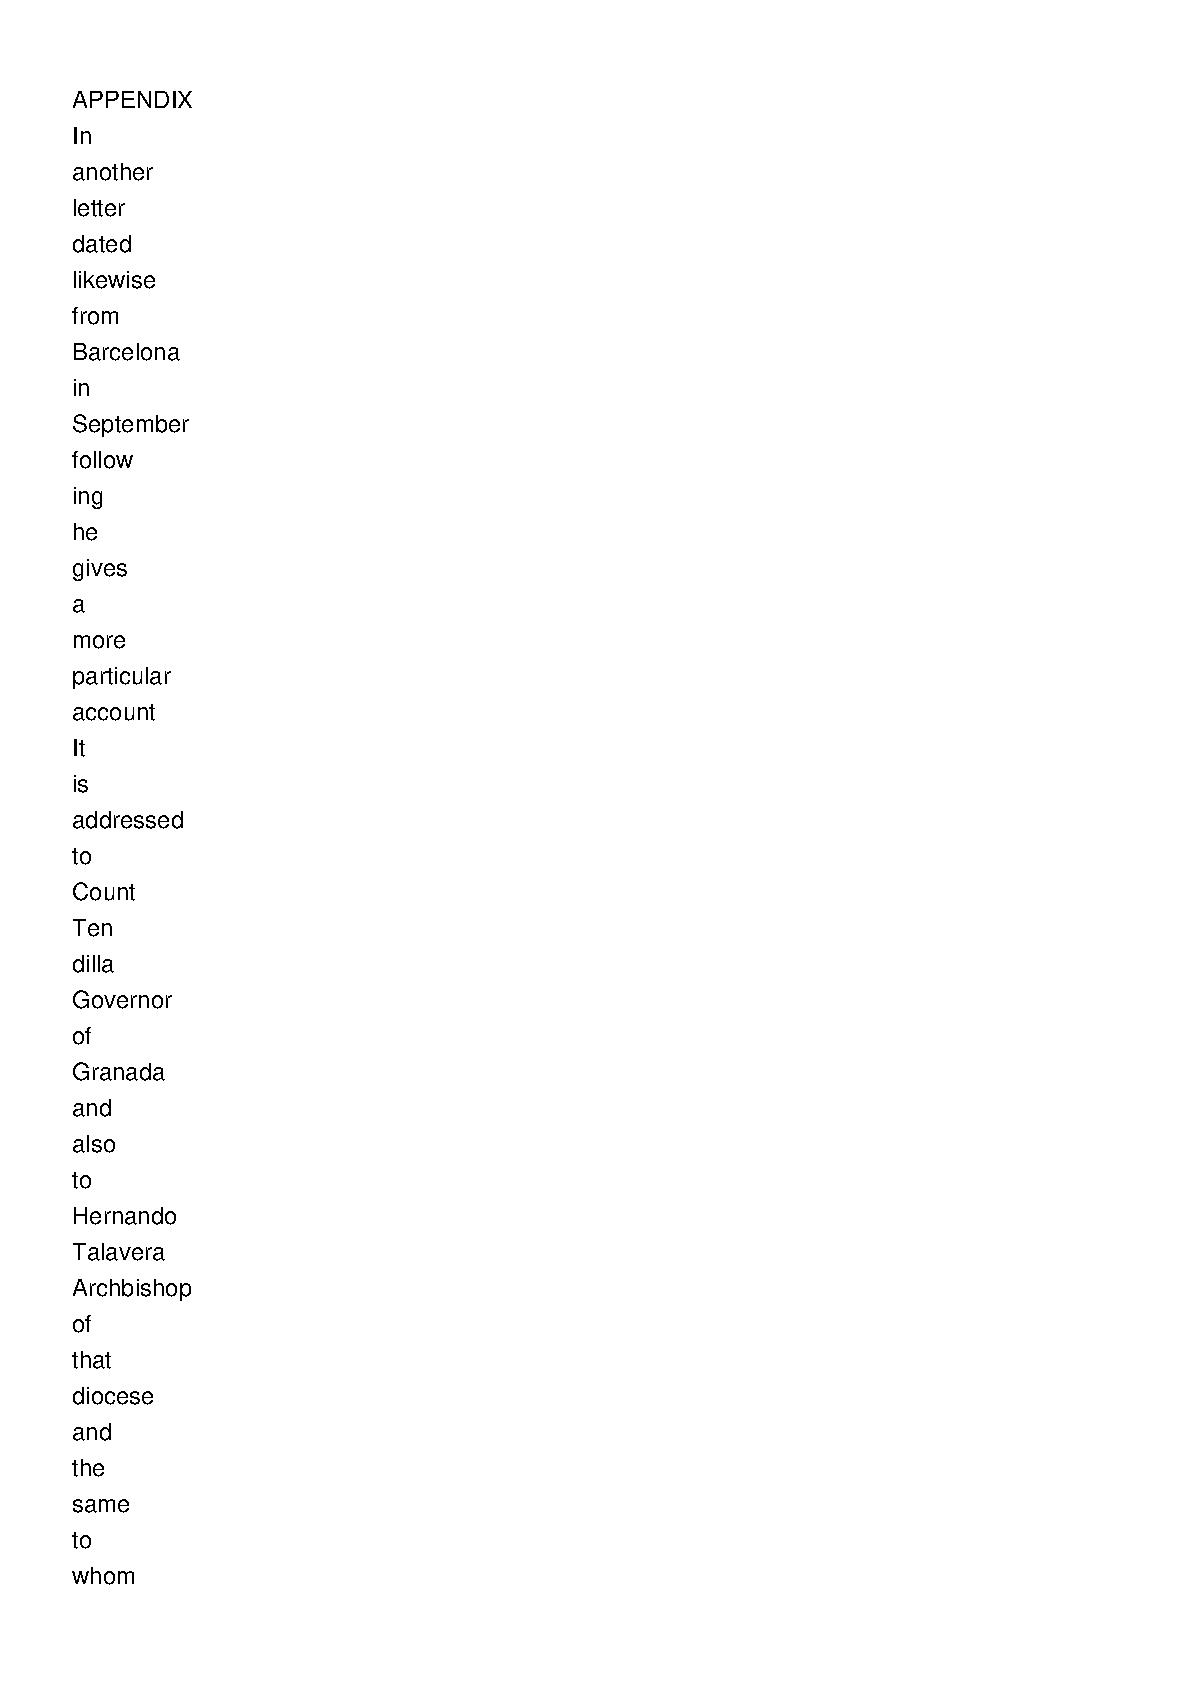 APPENDIX
In
another
letter
dated
likewise
from
Barcelona
in
September
follow
ing
he
gives
a
more
particular
account
It
is
addressed
to
Count
Ten
dilla
Governor
of
Granada
and
also
to
Hernando
Talavera
Archbishop
of
that
diocese
and
the
same
to
whom